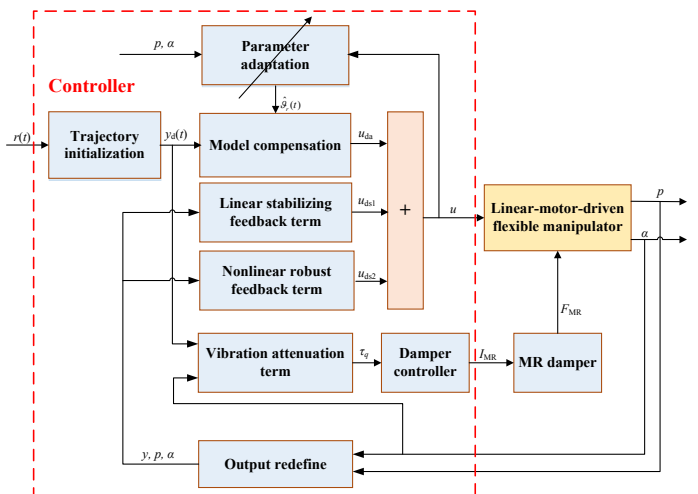 Controller
p, α
Parameter
adaptation
ϑ̂r(t)
r(t)
Trajectory
initialization
yd(t)
Model compensation
uda
Linear stabilizing
feedback term
uds1
Nonlinear robust
feedback term
uds2
+
u
Linear-motor-driven
flexible manipulator
p
α
FMR
Vibration attenuation
term
τq
Damper
controller
IMR
MR damper
y, p, α
Output redefine